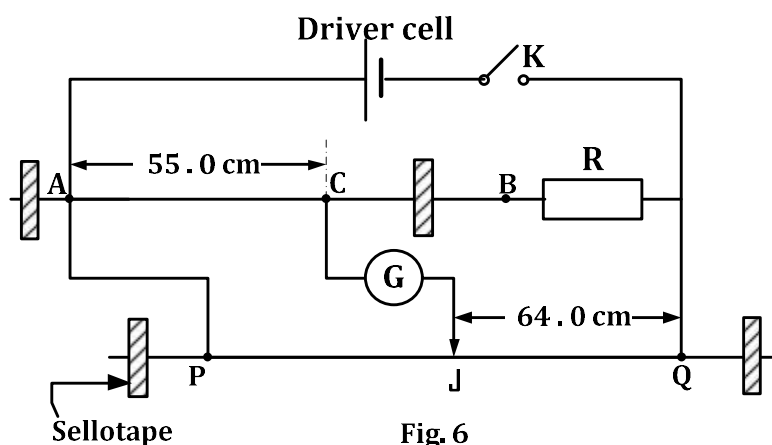 Driver cell
K
55.0 cm
R
A
C
B
G
64.0 cm
P
J
Q
Sellotape
Fig. 6